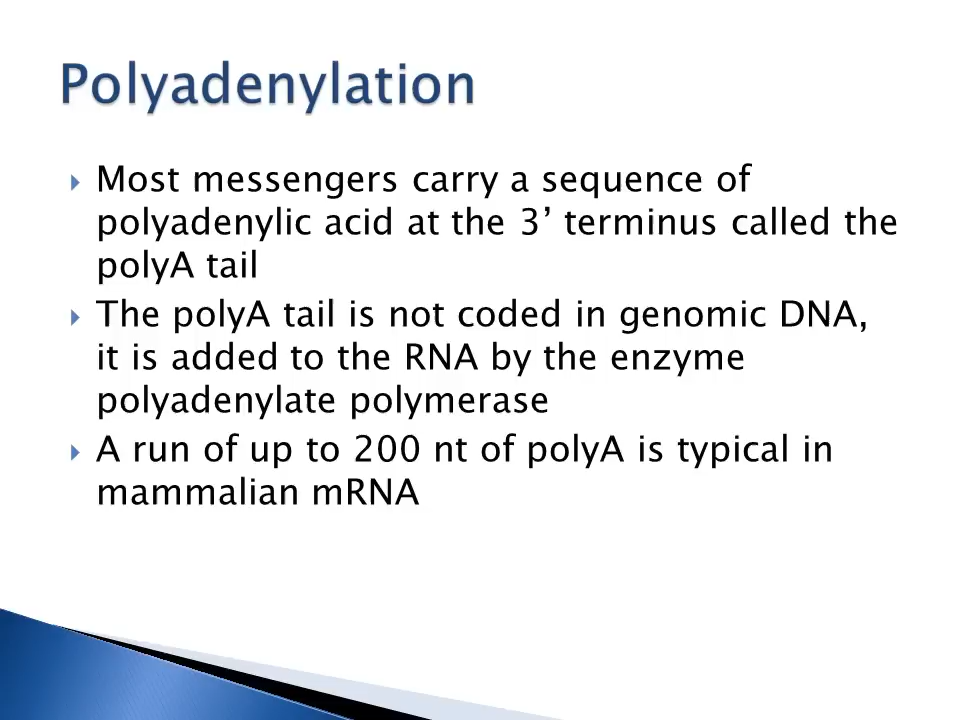 Polyadenylation
Most messengers carry a sequence of
polyadenylic acid at the 3’ terminus called the
polyA tail
The polyA tail is not coded in genomic DNA,
it is added to the RNA by the enzyme
polyadenylate polymerase
A run of up to 200 nt of polyA is typical in
mammalian mRNA